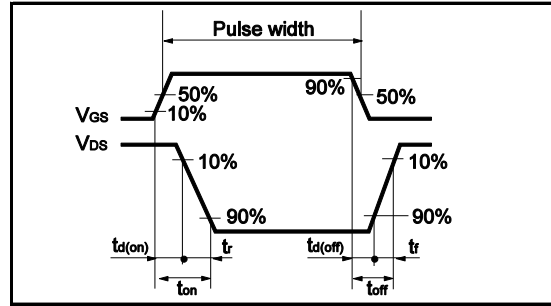 Pulse width
90%
50%
50%
10%
VGS
VDS
10%
10%
90%
90%
td(on)
tr
td(off)
tf
ton
toff